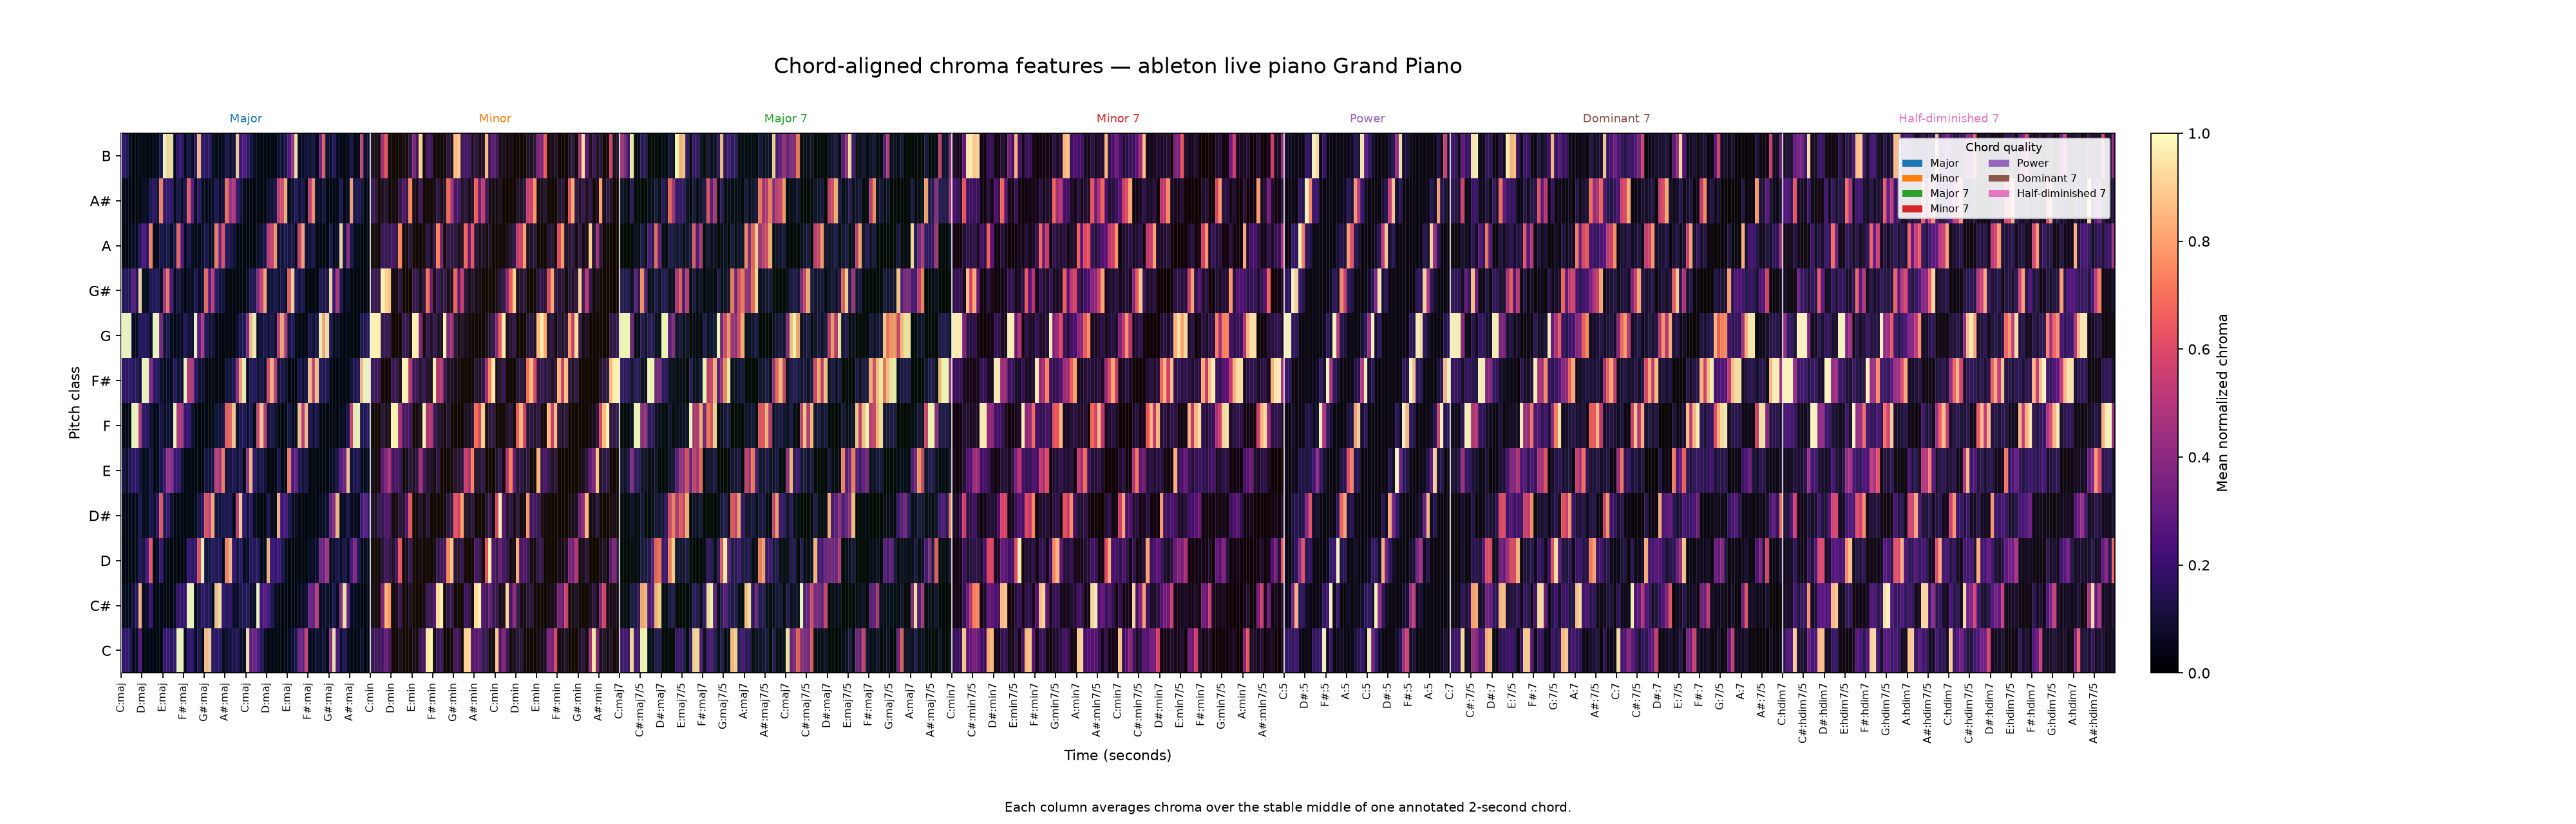 Chord-aligned chroma features — ableton live piano Grand Piano
Major Minor Major 7 Minor 7 Power Dominant 7 Half-diminished 7
Pitch class
B
A#
A
G#
G
F#
F
E
D#
D
C#
C
Chord quality
Major Power
Minor Dominant 7
Major 7 Half-diminished 7
Minor 7
1.0
0.8
0.6
0.4
0.2
0.0
Mean normalized chroma
C:maj D:maj E:maj F#:maj G#:maj A#:maj C:maj D:maj E:maj F#:maj G#:maj A#:maj C:min D:min E:min F#:min G#:min A#:min C:min D:min E:min F#:min G#:min A#:min C:maj7 C#:maj7/5 D#:maj7 E:maj7/5 F#:maj7 G:maj7/5 A:maj7 A#:maj7/5 C:maj7 C#:maj7/5 D#:maj7 E:maj7/5 F#:maj7 G:maj7/5 A:maj7 A#:maj7/5 C:min7 C#:min7/5 D#:min7 E:min7/5 F#:min7 G:min7/5 A:min7 A#:min7/5 C:min7 C#:min7/5 D#:min7 E:min7/5 F#:min7 G:min7/5 A:min7 A#:min7/5 C:5 D#:5 F#:5 A:5 C:5 D#:5 F#:5 A:5 C:7 C#:7/5 D#:7 E:7/5 F#:7 G:7/5 A:7 A#:7/5 C:7 C#:7/5 D#:7 E:7/5 F#:7 G:7/5 A:7 A#:7/5 C:hdim7 C#:hdim7/5 D#:hdim7 E:hdim7/5 F#:hdim7 G:hdim7/5 A:hdim7 A#:hdim7/5 C:hdim7 C#:hdim7/5 D#:hdim7 E:hdim7/5 F#:hdim7 G:hdim7/5 A:hdim7 A#:hdim7/5
Time (seconds)
Each column averages chroma over the stable middle of one annotated 2-second chord.